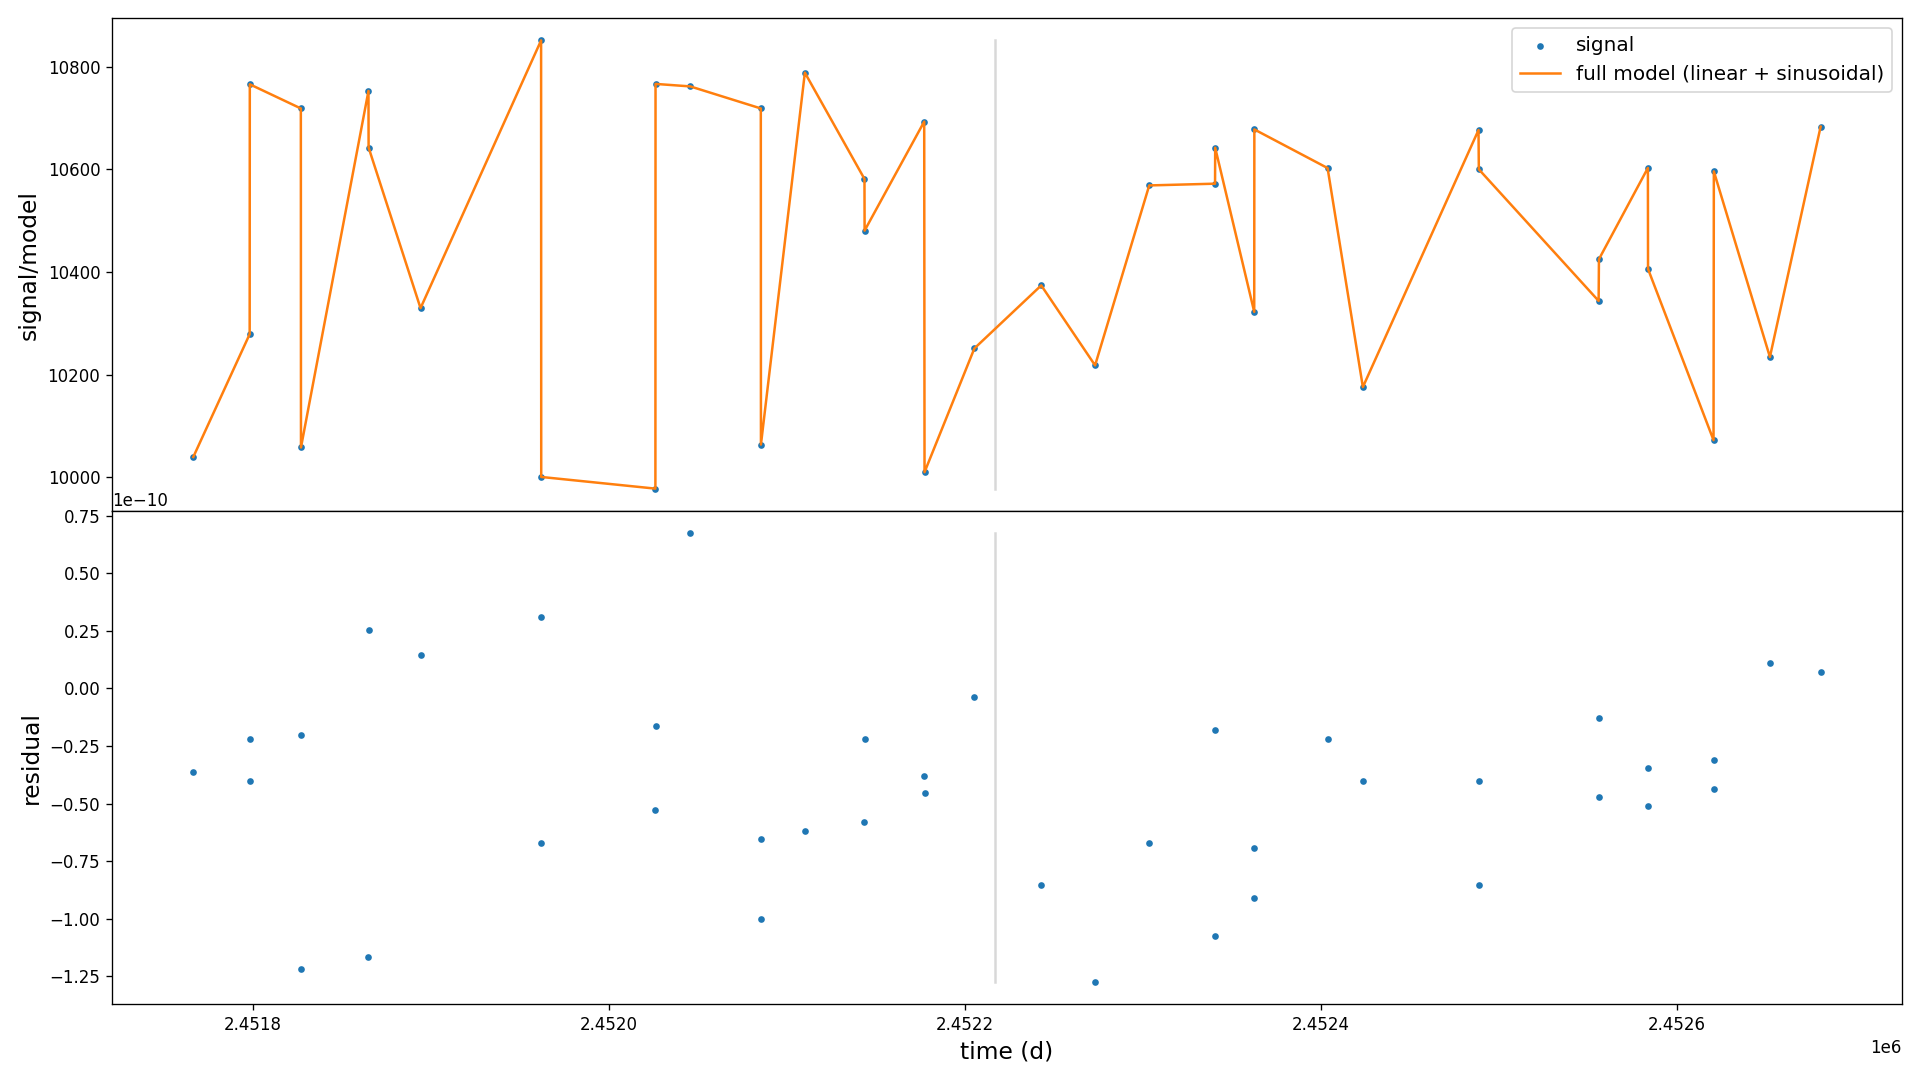 signal
full model (linear + sinusoidal)
10800
10600
10400
10200
10000
signal/model
1e−10
0.75
0.50
0.25
0.00
−0.25
−0.50
−0.75
−1.00
−1.25
residual
2.4518
2.4520
2.4522
2.4524
2.4526
time (d)
1e6